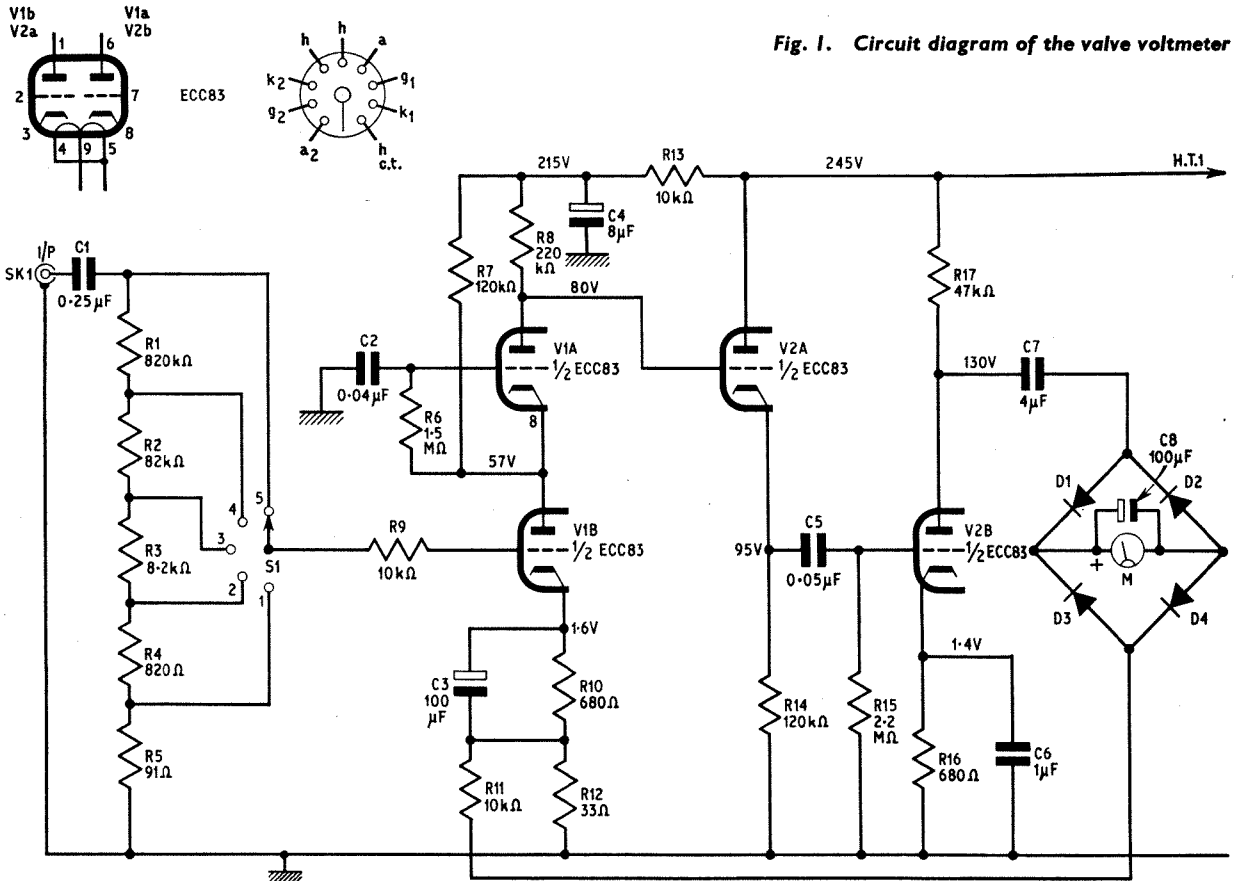 Fig. 1. Circuit diagram of the valve voltmeter
V1b
V2a
V1a
V2b
1
6
2
7
3
8
4
9
5
ECC83
h
h
a
k2
g1
g2
k1
a2
h
c.t.
215V
R13
10kΩ
245V
H.T.1
I/P
SK1
C1
0·25µF
R1
820kΩ
R2
82kΩ
R3
8·2kΩ
R4
820Ω
R5
91Ω
5
4
3
S1
2
1
R9
10kΩ
C2
0·04µF
R6
1·5
MΩ
R7
120kΩ
R8
220
kΩ
C4
8µF
80V
V1A
1/2 ECC83
8
57V
V1B
1/2 ECC83
1·6V
C3
100
µF
R10
680Ω
R11
10kΩ
R12
33Ω
V2A
1/2 ECC83
95V
C5
0·05µF
R14
120kΩ
R15
2·2
MΩ
R17
47kΩ
130V
C7
4µF
V2B
1/2 ECC83
1·4V
R16
680Ω
C6
1µF
C8
100µF
D1
D2
+
M
D3
D4